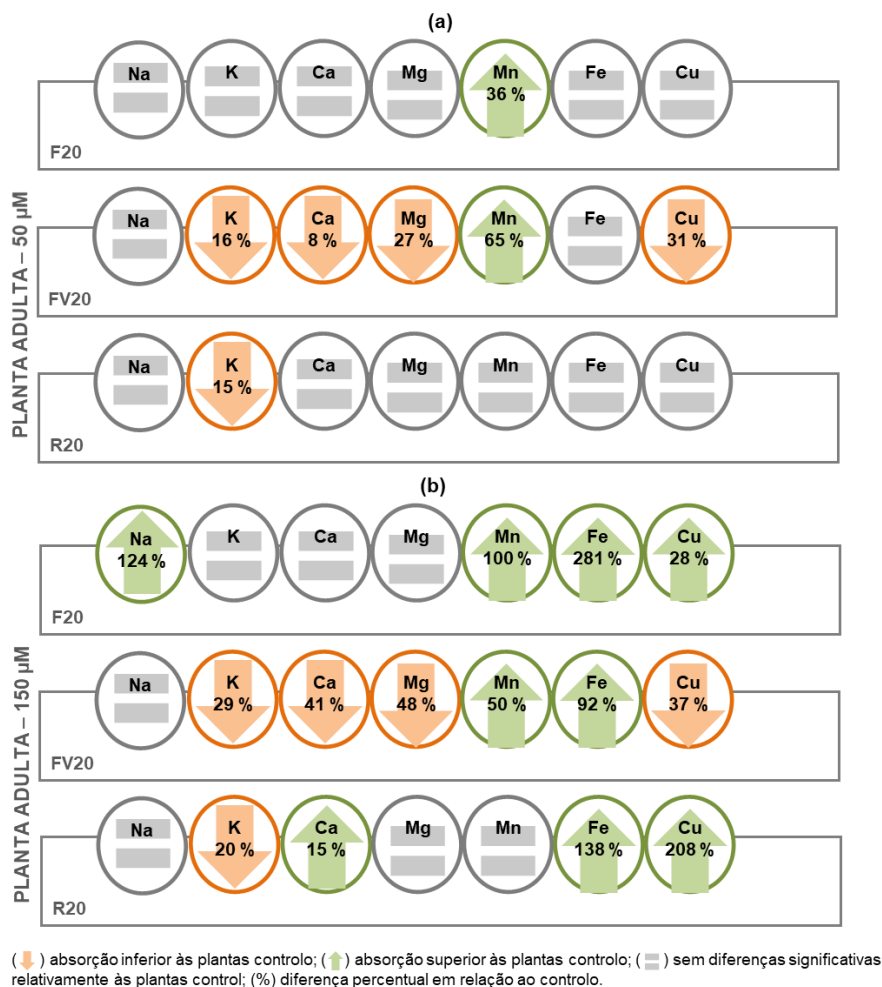 (a)
Na K Ca Mg Mn Fe Cu
36 %
F20
Na K Ca Mg Mn Fe Cu
16 % 8 % 27 % 65 % 31 %
FV20
Na K Ca Mg Mn Fe Cu
15 %
R20
PLANTA ADULTA – 50 µM
(b)
Na K Ca Mg Mn Fe Cu
124 % 100 % 281 % 28 %
F20
Na K Ca Mg Mn Fe Cu
29 % 41 % 48 % 50 % 92 % 37 %
FV20
Na K Ca Mg Mn Fe Cu
20 % 15 % 138 % 208 %
R20
PLANTA ADULTA – 150 µM
( ) absorção inferior às plantas controlo; ( ) absorção superior às plantas controlo; ( ) sem diferenças significativas
relativamente às plantas control; (%) diferença percentual em relação ao controlo.